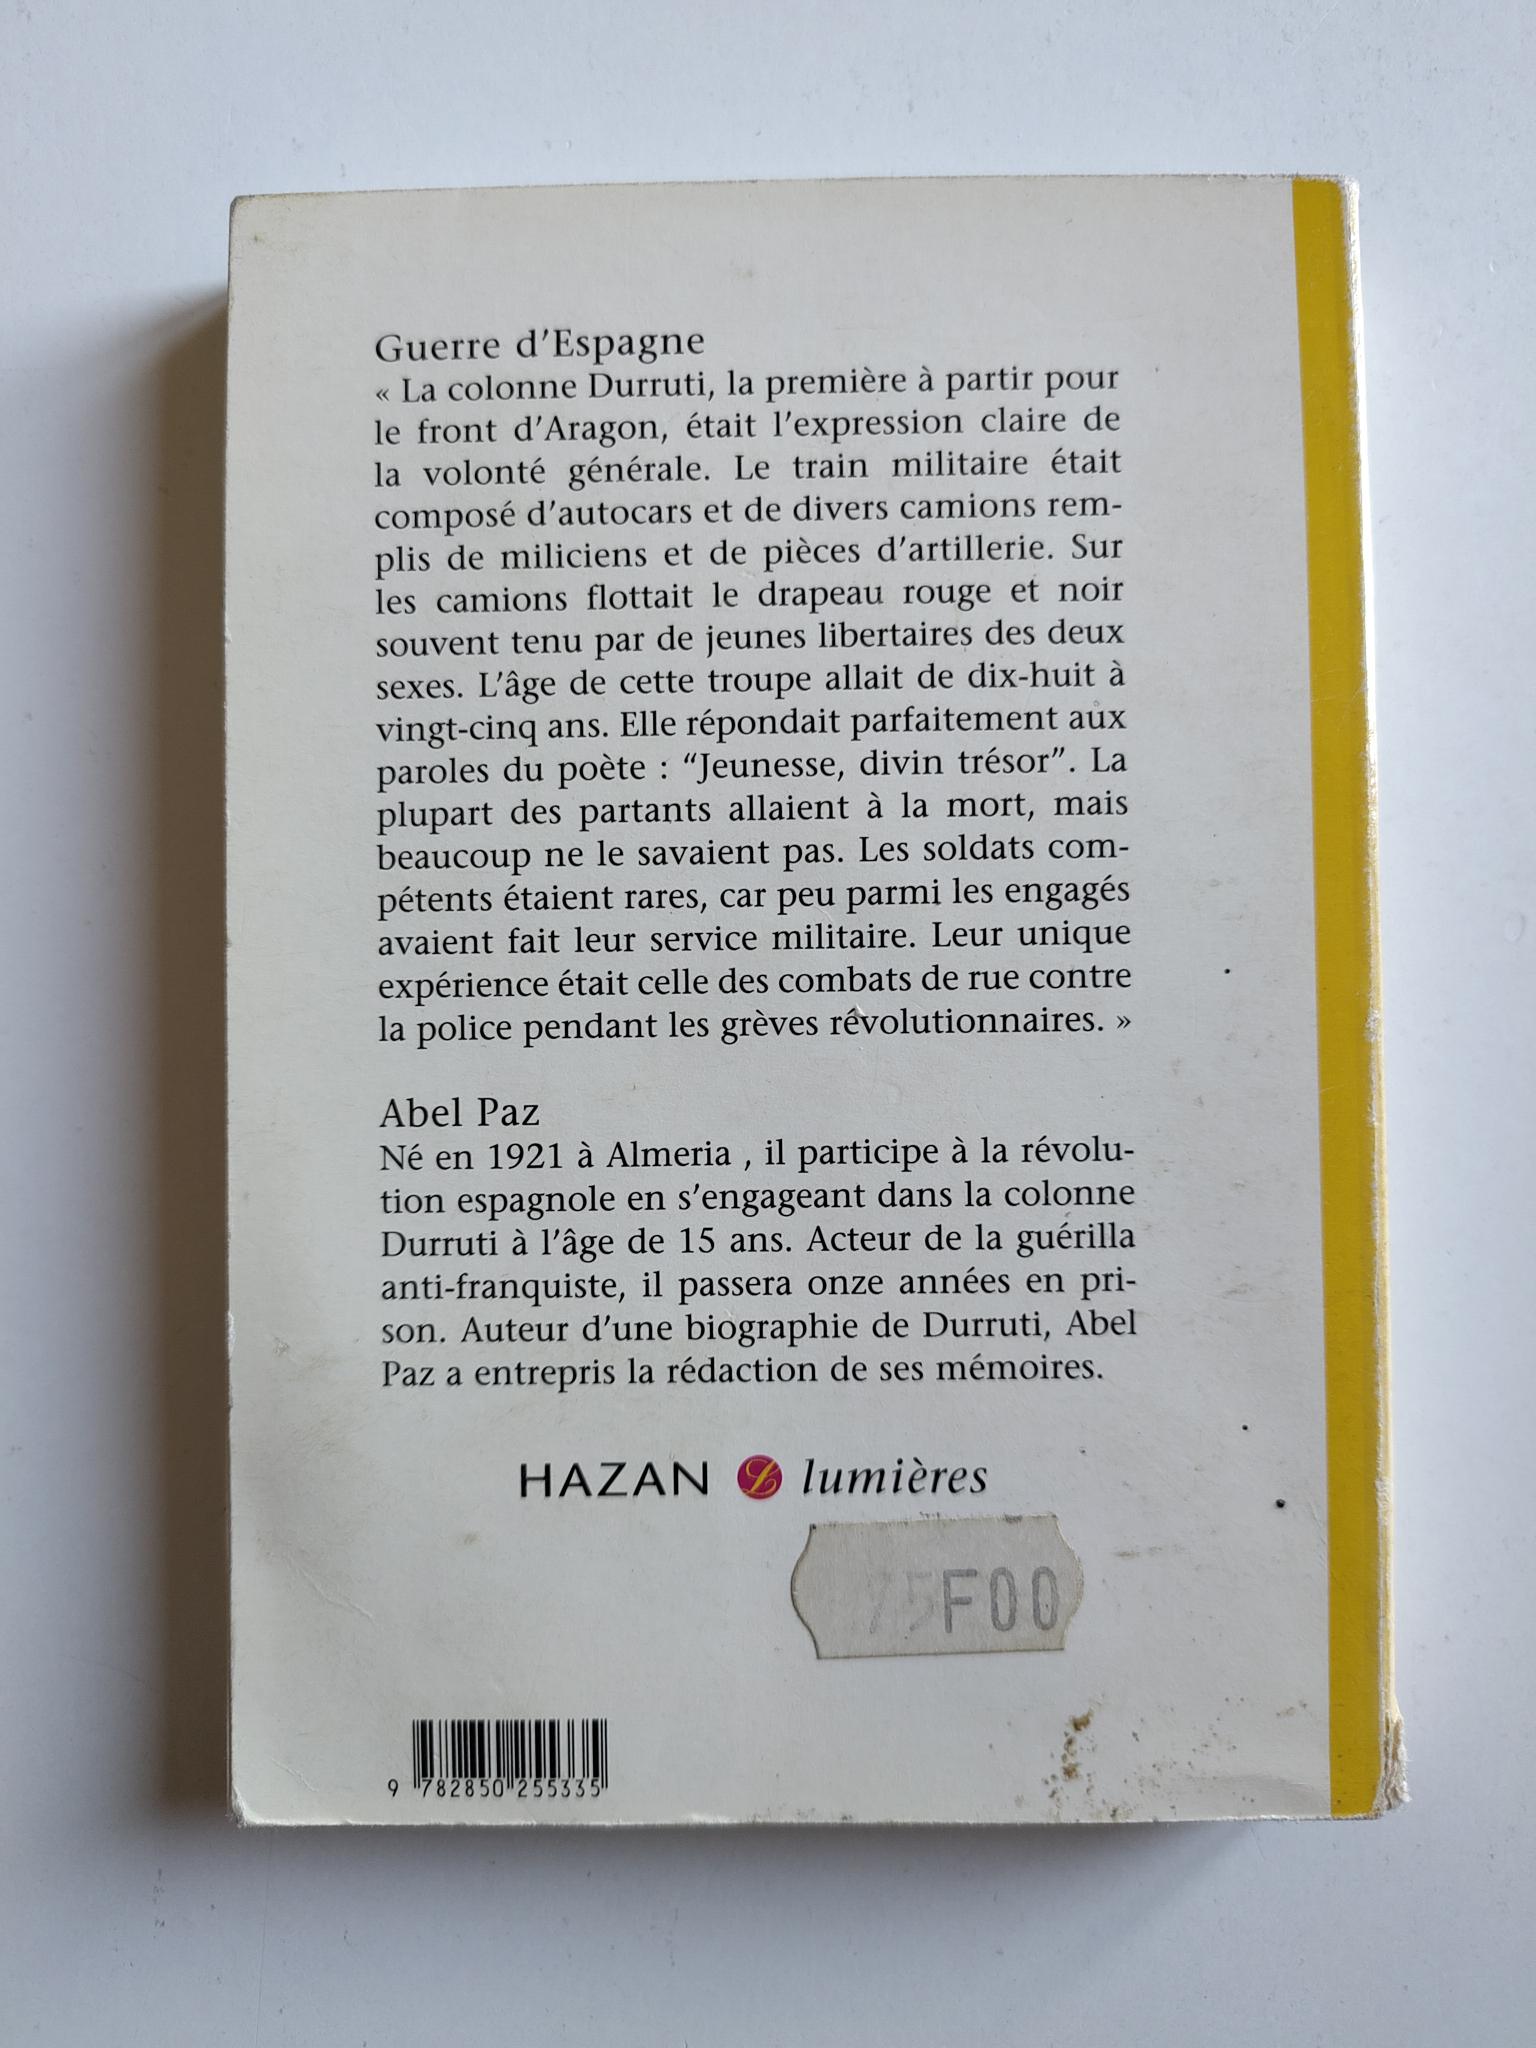 Guerre d'Espagne
« La colonne Durruti, la première à partir pour
le front d'Aragon, était l'expression claire de
la volonté générale. Le train militaire était
composé d'autocars et de divers camions rem-
plis de miliciens et de pièces d'artillerie. Sur
les camions flottait le drapeau rouge et noir
souvent tenu par de jeunes libertaires des deux
sexes. L'âge de cette troupe allait de dix-huit à
vingt-cinq ans. Elle répondait parfaitement aux
paroles du poète : “Jeunesse, divin trésor”. La
plupart des partants allaient à la mort, mais
beaucoup ne le savaient pas. Les soldats com-
pétents étaient rares, car peu parmi les engagés
avaient fait leur service militaire. Leur unique
expérience était celle des combats de rue contre
la police pendant les grèves révolutionnaires. »
Abel Paz
Né en 1921 à Almeria , il participe à la révolu-
tion espagnole en s'engageant dans la colonne
Durruti à l'âge de 15 ans. Acteur de la guérilla
anti-franquiste, il passera onze années en pri-
son. Auteur d'une biographie de Durruti, Abel
Paz a entrepris la rédaction de ses mémoires.
HAZAN L lumières
75F00
9 782850 255335